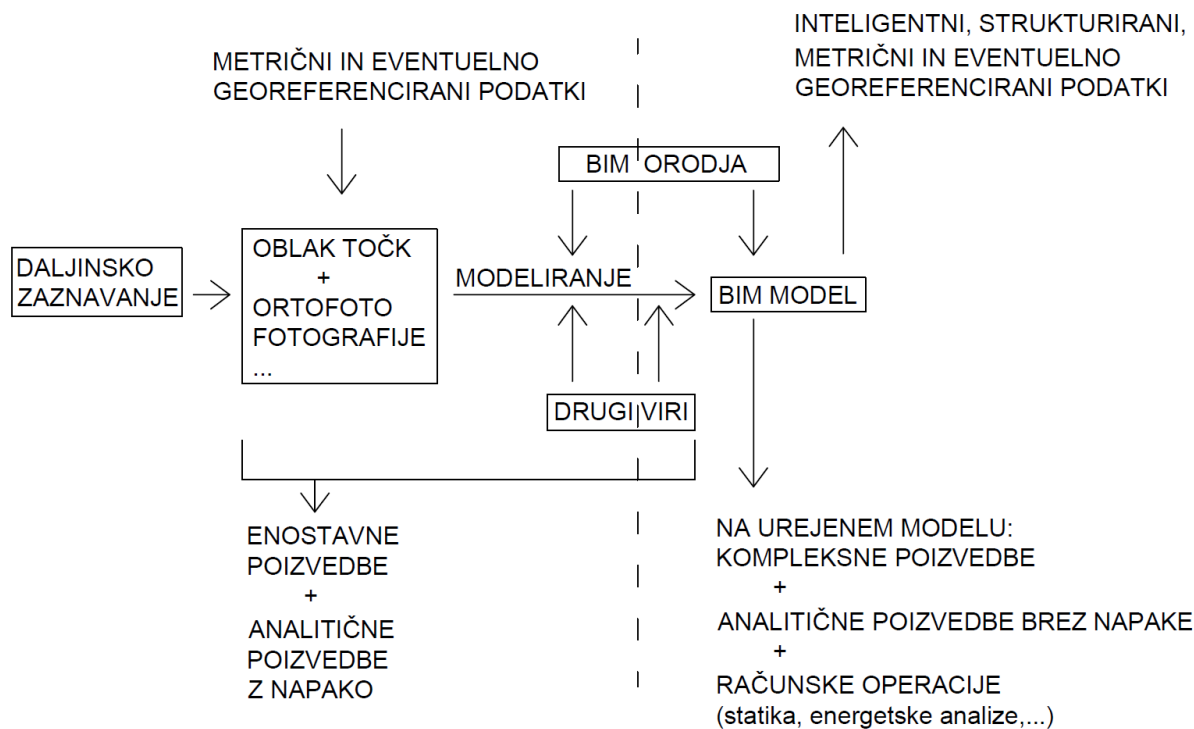 METRIČNI IN EVENTUELNO
GEOREFERENCIRANI PODATKI
INTELIGENTNI, STRUKTURIRANI,
METRIČNI IN EVENTUELNO
GEOREFERENCIRANI PODATKI
BIM ORODJA
DALJINSKO
ZAZNAVANJE
OBLAK TOČK
+
ORTOFOTO
FOTOGRAFIJE
...
MODELIRANJE
BIM MODEL
DRUGI VIRI
ENOSTAVNE
POIZVEDBE
+
ANALITIČNE
POIZVEDBE
Z NAPAKO
NA UREJENEM MODELU:
KOMPLEKSNE POIZVEDBE
+
ANALITIČNE POIZVEDBE BREZ NAPAKE
+
RAČUNSKE OPERACIJE
(statika, energetske analize,...)